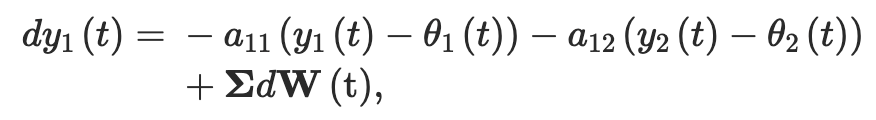 dy₁ (t) = − a₁₁ (y₁ (t) − θ₁ (t)) − a₁₂ (y₂ (t) − θ₂ (t))
+ ΣdW (t),